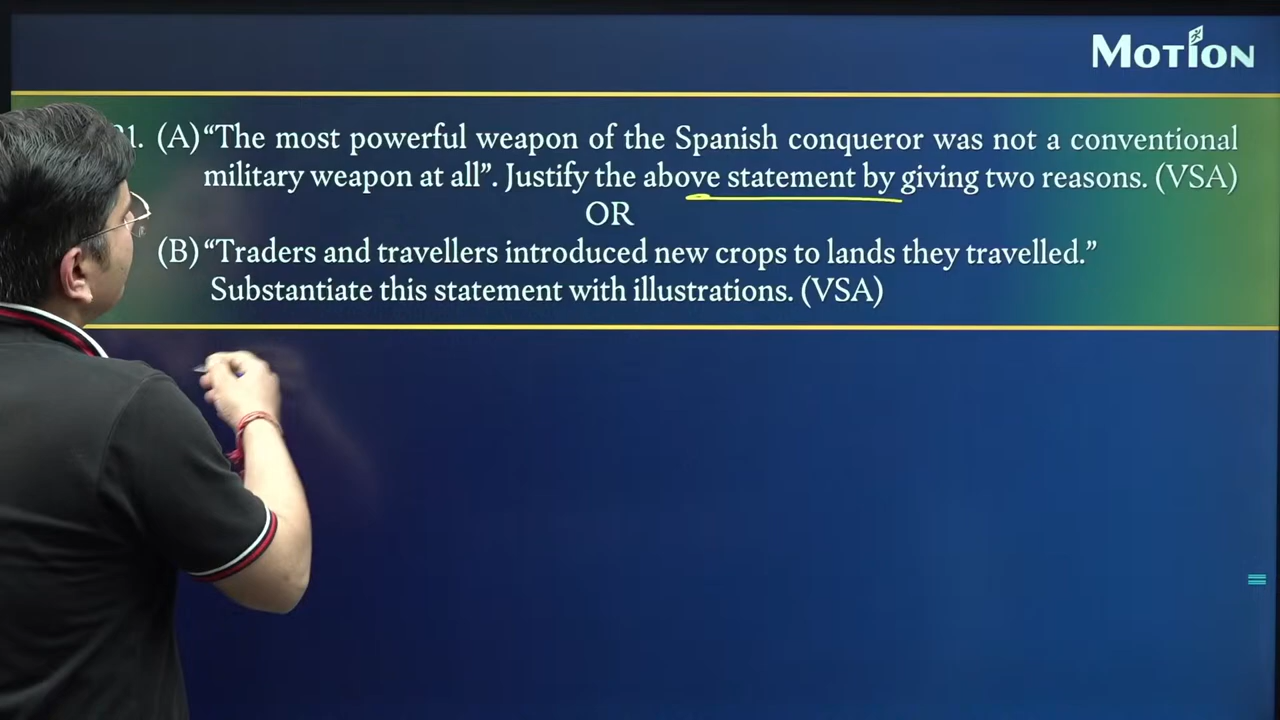 MOTION
21. (A) “The most powerful weapon of the Spanish conqueror was not a conventional
military weapon at all”. Justify the above statement by giving two reasons. (VSA)
OR
(B) “Traders and travellers introduced new crops to lands they travelled.”
Substantiate this statement with illustrations. (VSA)